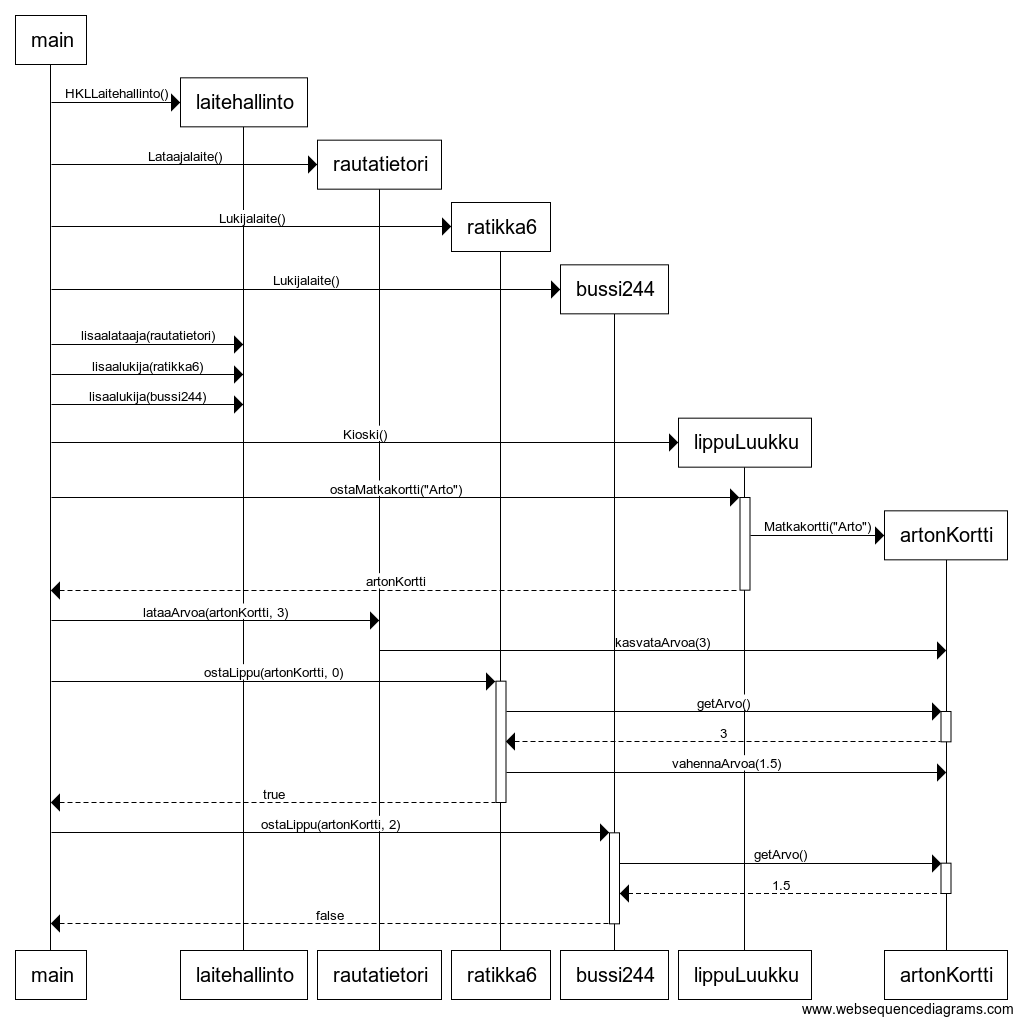 main
HKLLaitehallinto()
laitehallinto
Lataajalaite()
rautatietori
Lukijalaite()
ratikka6
Lukijalaite()
bussi244
lisaalataaja(rautatietori)
lisaalukija(ratikka6)
lisaalukija(bussi244)
Kioski()
lippuLuukku
ostaMatkakortti("Arto")
Matkakortti("Arto")
artonKortti
artonKortti
lataaArvoa(artonKortti, 3)
kasvataArvoa(3)
ostaLippu(artonKortti, 0)
getArvo()
3
vahennaArvoa(1.5)
true
ostaLippu(artonKortti, 2)
getArvo()
1.5
false
main laitehallinto rautatietori ratikka6 bussi244 lippuLuukku artonKortti
www.websequencediagrams.com